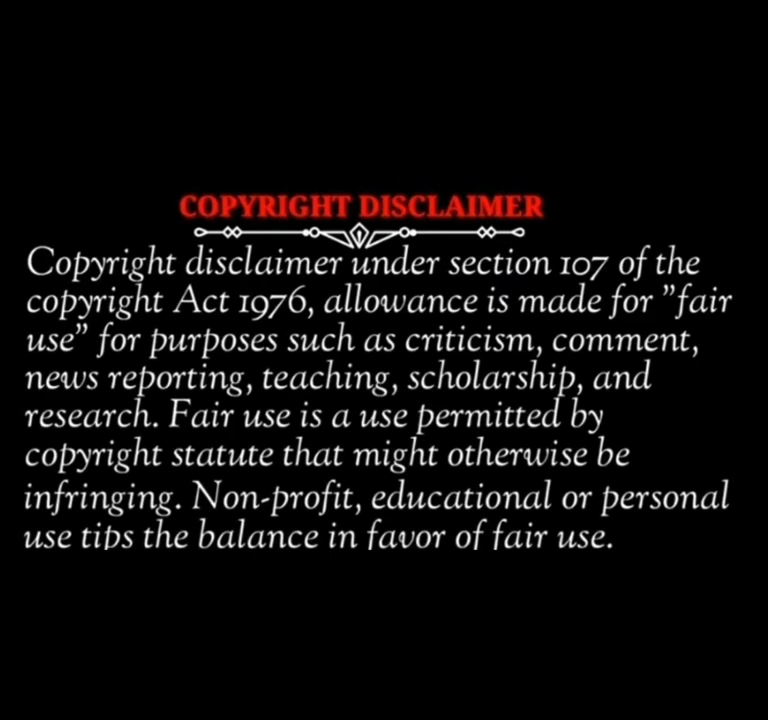 COPYRIGHT DISCLAIMER
Copyright disclaimer under section 107 of the
copyright Act 1976, allowance is made for "fair
use" for purposes such as criticism, comment,
news reporting, teaching, scholarship, and
research. Fair use is a use permitted by
copyright statute that might otherwise be
infringing. Non-profit, educational or personal
use tips the balance in favor of fair use.